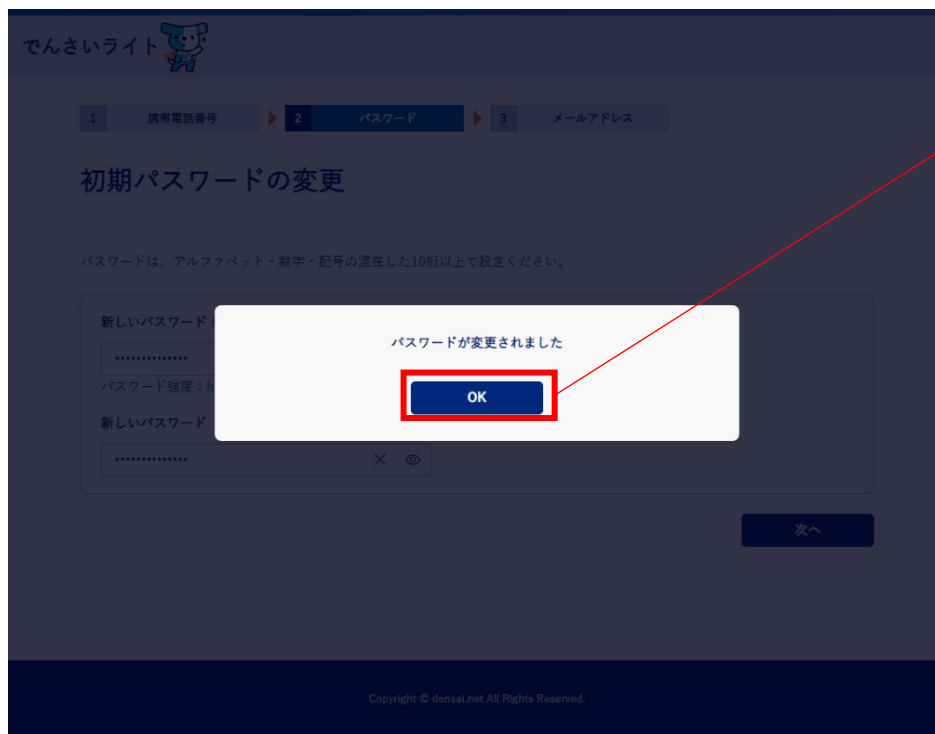 でんさいライト
1 携帯電話番号 2 パスワード 3 メールアドレス
初期パスワードの変更
パスワードは、アルファベット・数字・記号の混在した10桁以上で設定ください。
新しいパスワード
パスワード強度：h
パスワードが変更されました
OK
新しいパスワード
次へ
Copyright © densai.net All Rights Reserved.